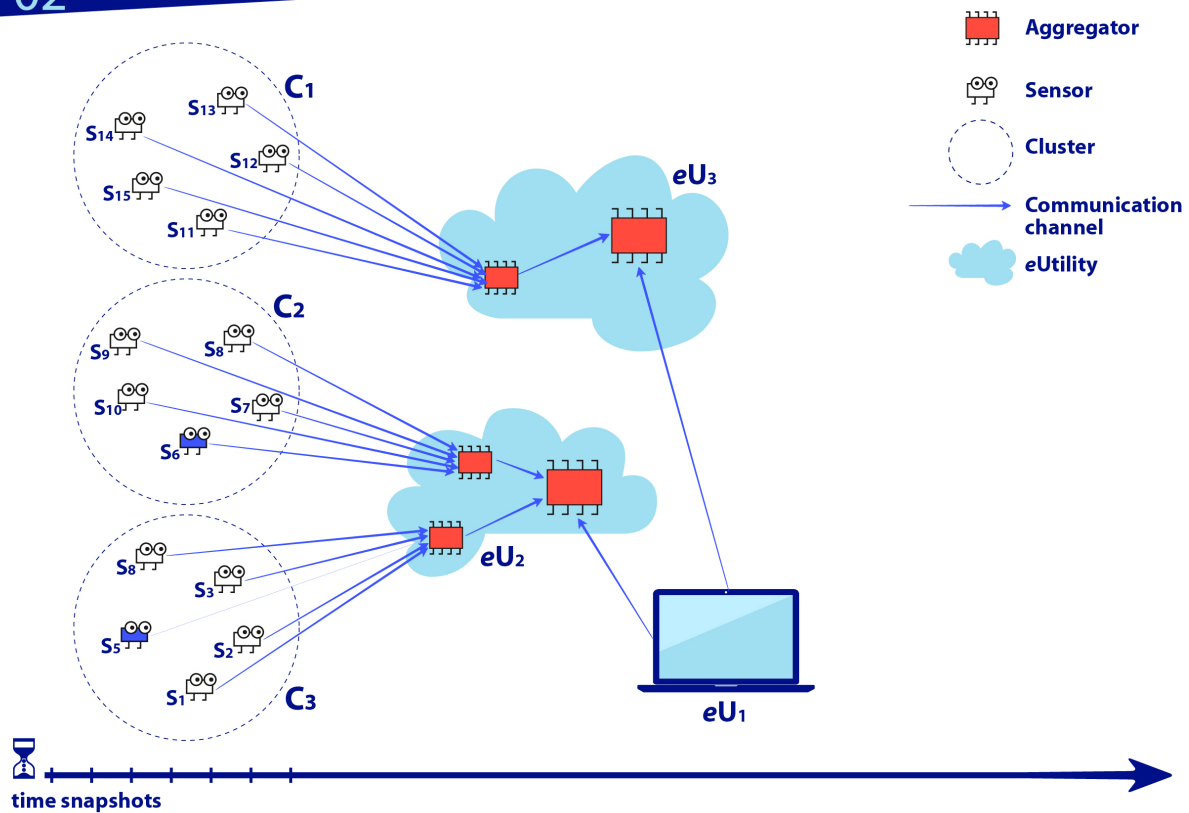 02
C1
S13
S14
S12
S15
S11
eU3
Aggregator
Sensor
Cluster
Communication
channel
eUtility
C2
S9
S8
S10
S7
S6
eU2
S8
S3
S5
S2
S1
C3
eU1
time snapshots